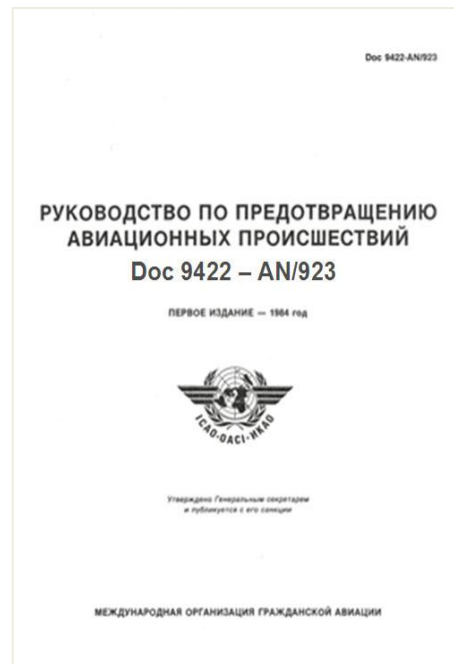 Doc 9422-AN/923
РУКОВОДСТВО ПО ПРЕДОТВРАЩЕНИЮ
АВИАЦИОННЫХ ПРОИСШЕСТВИЙ
Doc 9422 – AN/923
ПЕРВОЕ ИЗДАНИЕ — 1984 год
ICAO·OACI·ИКАО
Утверждено Генеральным секретарем
и публикуется с его санкции
МЕЖДУНАРОДНАЯ ОРГАНИЗАЦИЯ ГРАЖДАНСКОЙ АВИАЦИИ